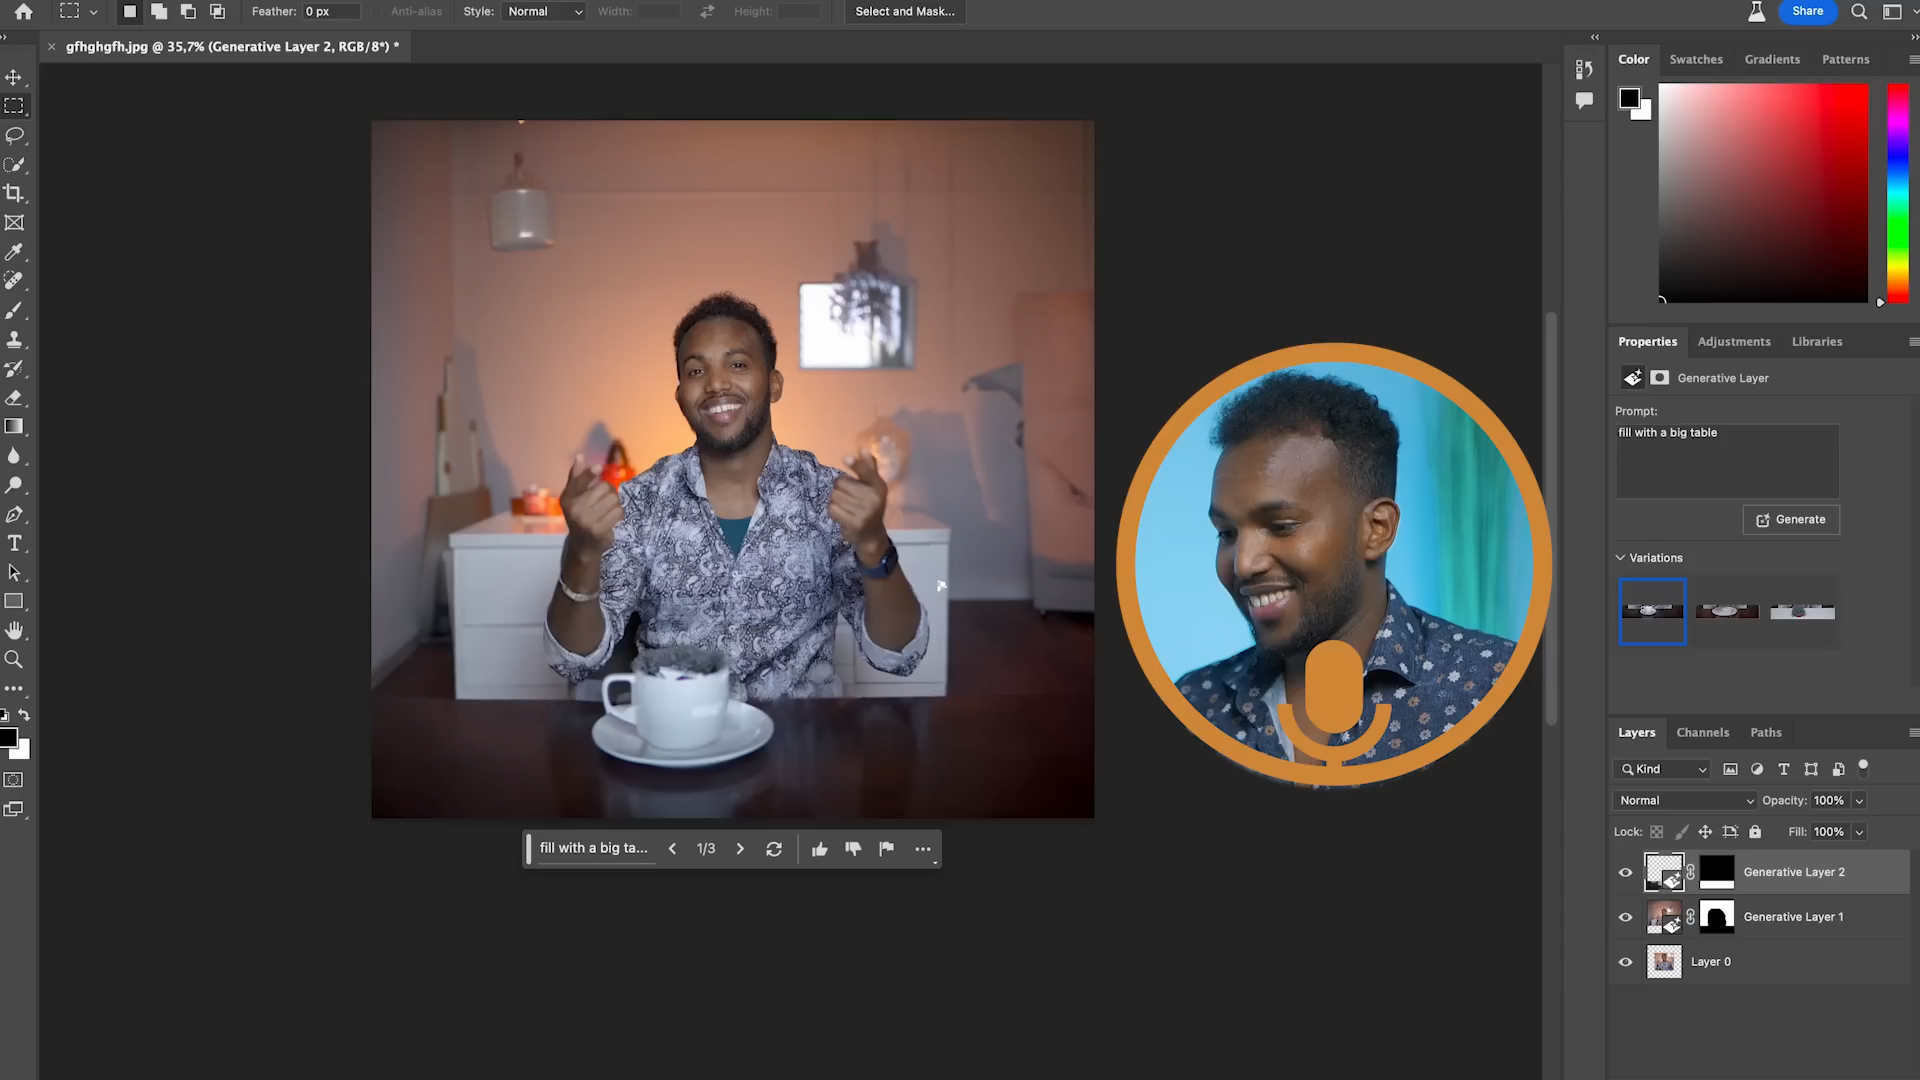 Feather: 0 px Anti-alias Style: Normal Width: Height: Select and Mask... Share
gfhghgfh.jpg @ 35,7% (Generative Layer 2, RGB/8*) *
Color Swatches Gradients Patterns
Properties Adjustments Libraries
Generative Layer
Prompt:
fill with a big table
Generate
Variations
Layers Channels Paths
Kind
Normal Opacity: 100%
Lock: Fill: 100%
fill with a big ta... 1/3
Generative Layer 2
Generative Layer 1
Layer 0